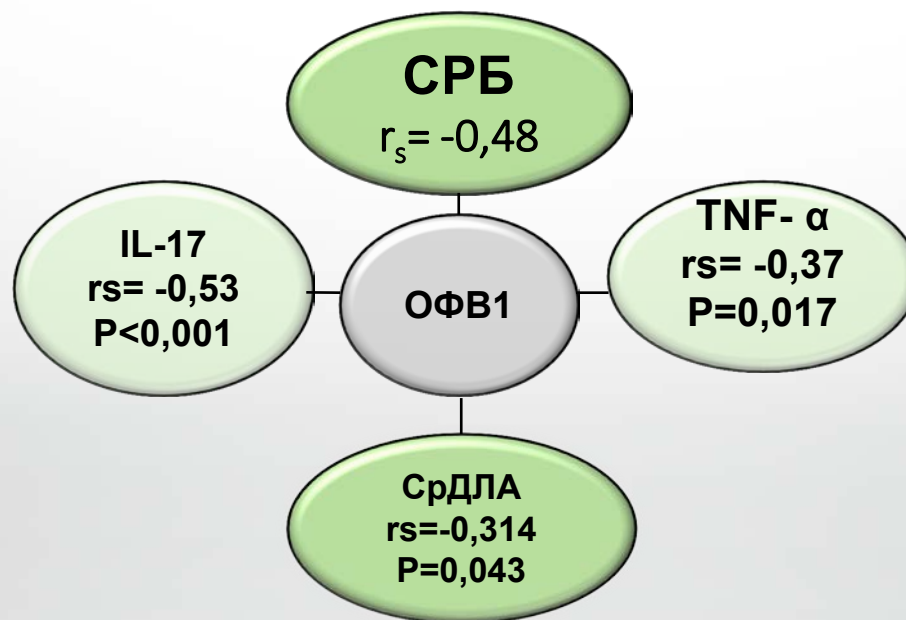 СРБ
rs= -0,48
IL-17
rs= -0,53
P<0,001
ОФВ1
TNF- α
rs= -0,37
P=0,017
СрДЛА
rs=-0,314
P=0,043